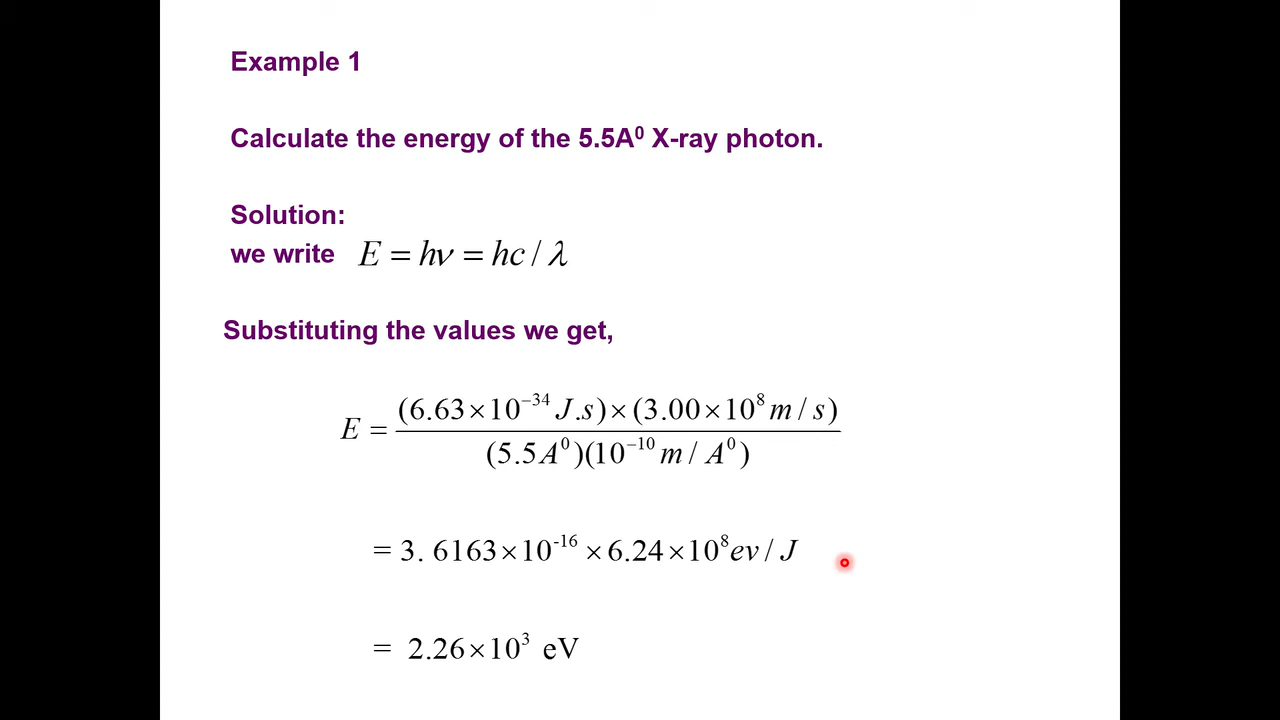 Example 1
Calculate the energy of the 5.5A⁰ X-ray photon.
Solution:
we write E = hν = hc / λ
Substituting the values we get,
E = (6.63×10⁻³⁴ J.s)×(3.00×10⁸ m / s) / (5.5A⁰)(10⁻¹⁰ m / A⁰)
= 3. 6163×10⁻¹⁶ ×6.24×10⁸ev / J
= 2.26×10³ eV